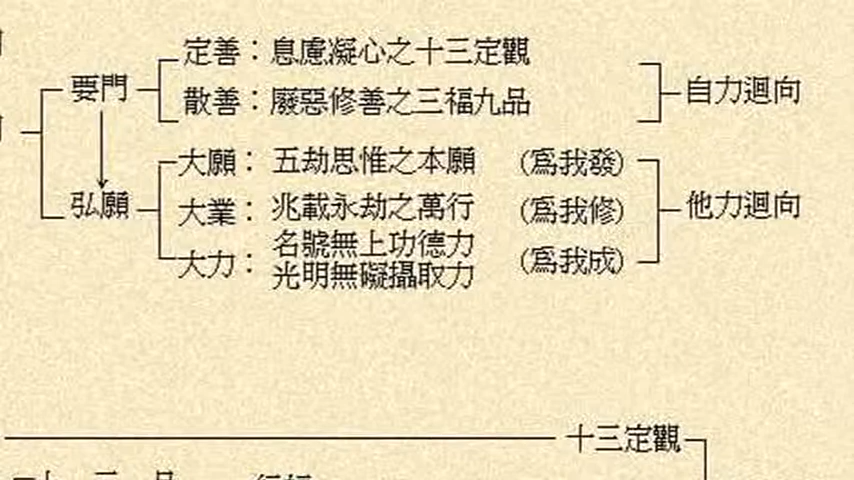 定善：息慮凝心之十三定觀
要門 自力迴向
散善：廢惡修善之三福九品
大願：五劫思惟之本願 (爲我發)
弘願 大業：兆載永劫之萬行 (爲我修) 他力迴向
名號無上功德力
大力： (爲我成)
光明無礙攝取力
十三定觀